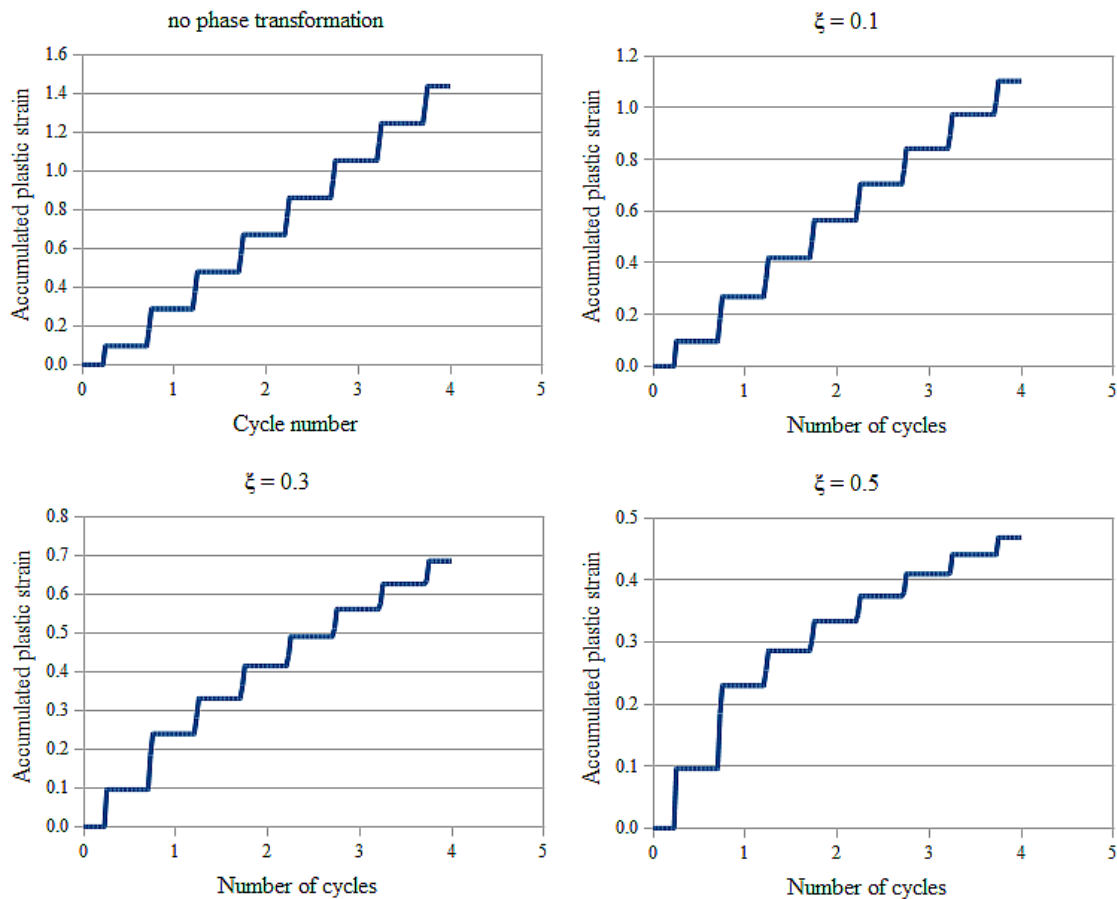 no phase transformation
Accumulated plastic strain
1.6
1.4
1.2
1.0
0.8
0.6
0.4
0.2
0.0
0 1 2 3 4 5
Cycle number
ξ = 0.1
Accumulated plastic strain
1.2
1.0
0.8
0.6
0.4
0.2
0.0
0 1 2 3 4 5
Number of cycles
ξ = 0.3
Accumulated plastic strain
0.8
0.7
0.6
0.5
0.4
0.3
0.2
0.1
0.0
0 1 2 3 4 5
Number of cycles
ξ = 0.5
Accumulated plastic strain
0.5
0.4
0.3
0.2
0.1
0.0
0 1 2 3 4 5
Number of cycles